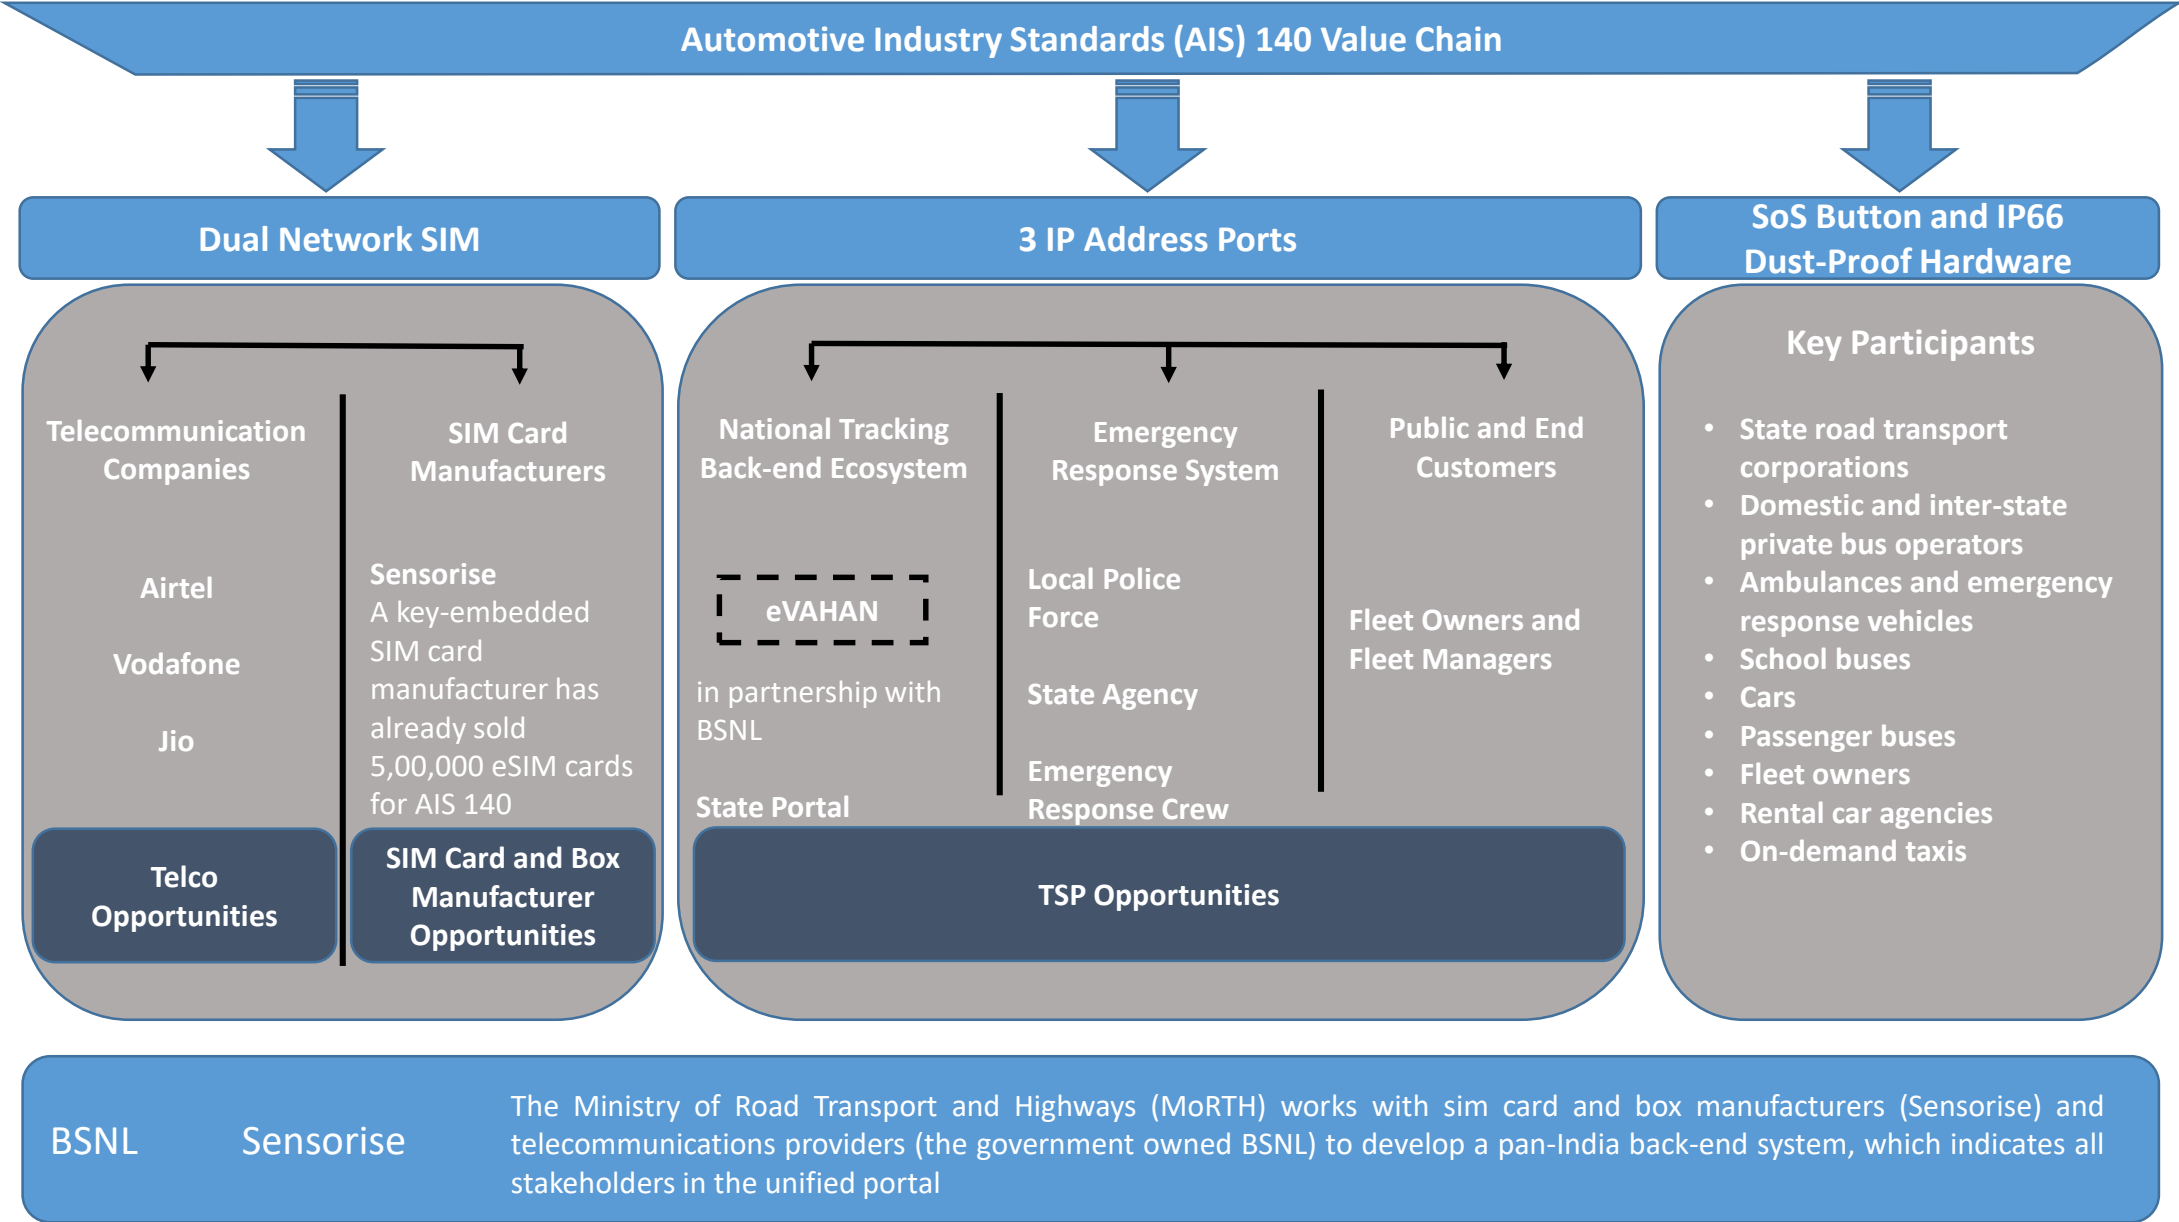 Automotive Industry Standards (AIS) 140 Value Chain
Dual Network SIM
Telecommunication
Companies
Airtel
Vodafone
Jio
Telco
Opportunities
SIM Card
Manufacturers
Sensorise
A key-embedded
SIM card
manufacturer has
already sold
5,00,000 eSIM cards
for AIS 140
SIM Card and Box
Manufacturer
Opportunities
3 IP Address Ports
National Tracking
Back-end Ecosystem
eVAHAN
in partnership with
BSNL
State Portal
Emergency
Response System
Local Police
Force
State Agency
Emergency
Response Crew
Public and End
Customers
Fleet Owners and
Fleet Managers
TSP Opportunities
SoS Button and IP66
Dust-Proof Hardware
Key Participants
• State road transport
corporations
• Domestic and inter-state
private bus operators
• Ambulances and emergency
response vehicles
• School buses
• Cars
• Passenger buses
• Fleet owners
• Rental car agencies
• On-demand taxis
BSNL
Sensorise
The Ministry of Road Transport and Highways (MoRTH) works with sim card and box manufacturers (Sensorise) and
telecommunications providers (the government owned BSNL) to develop a pan-India back-end system, which indicates all
stakeholders in the unified portal